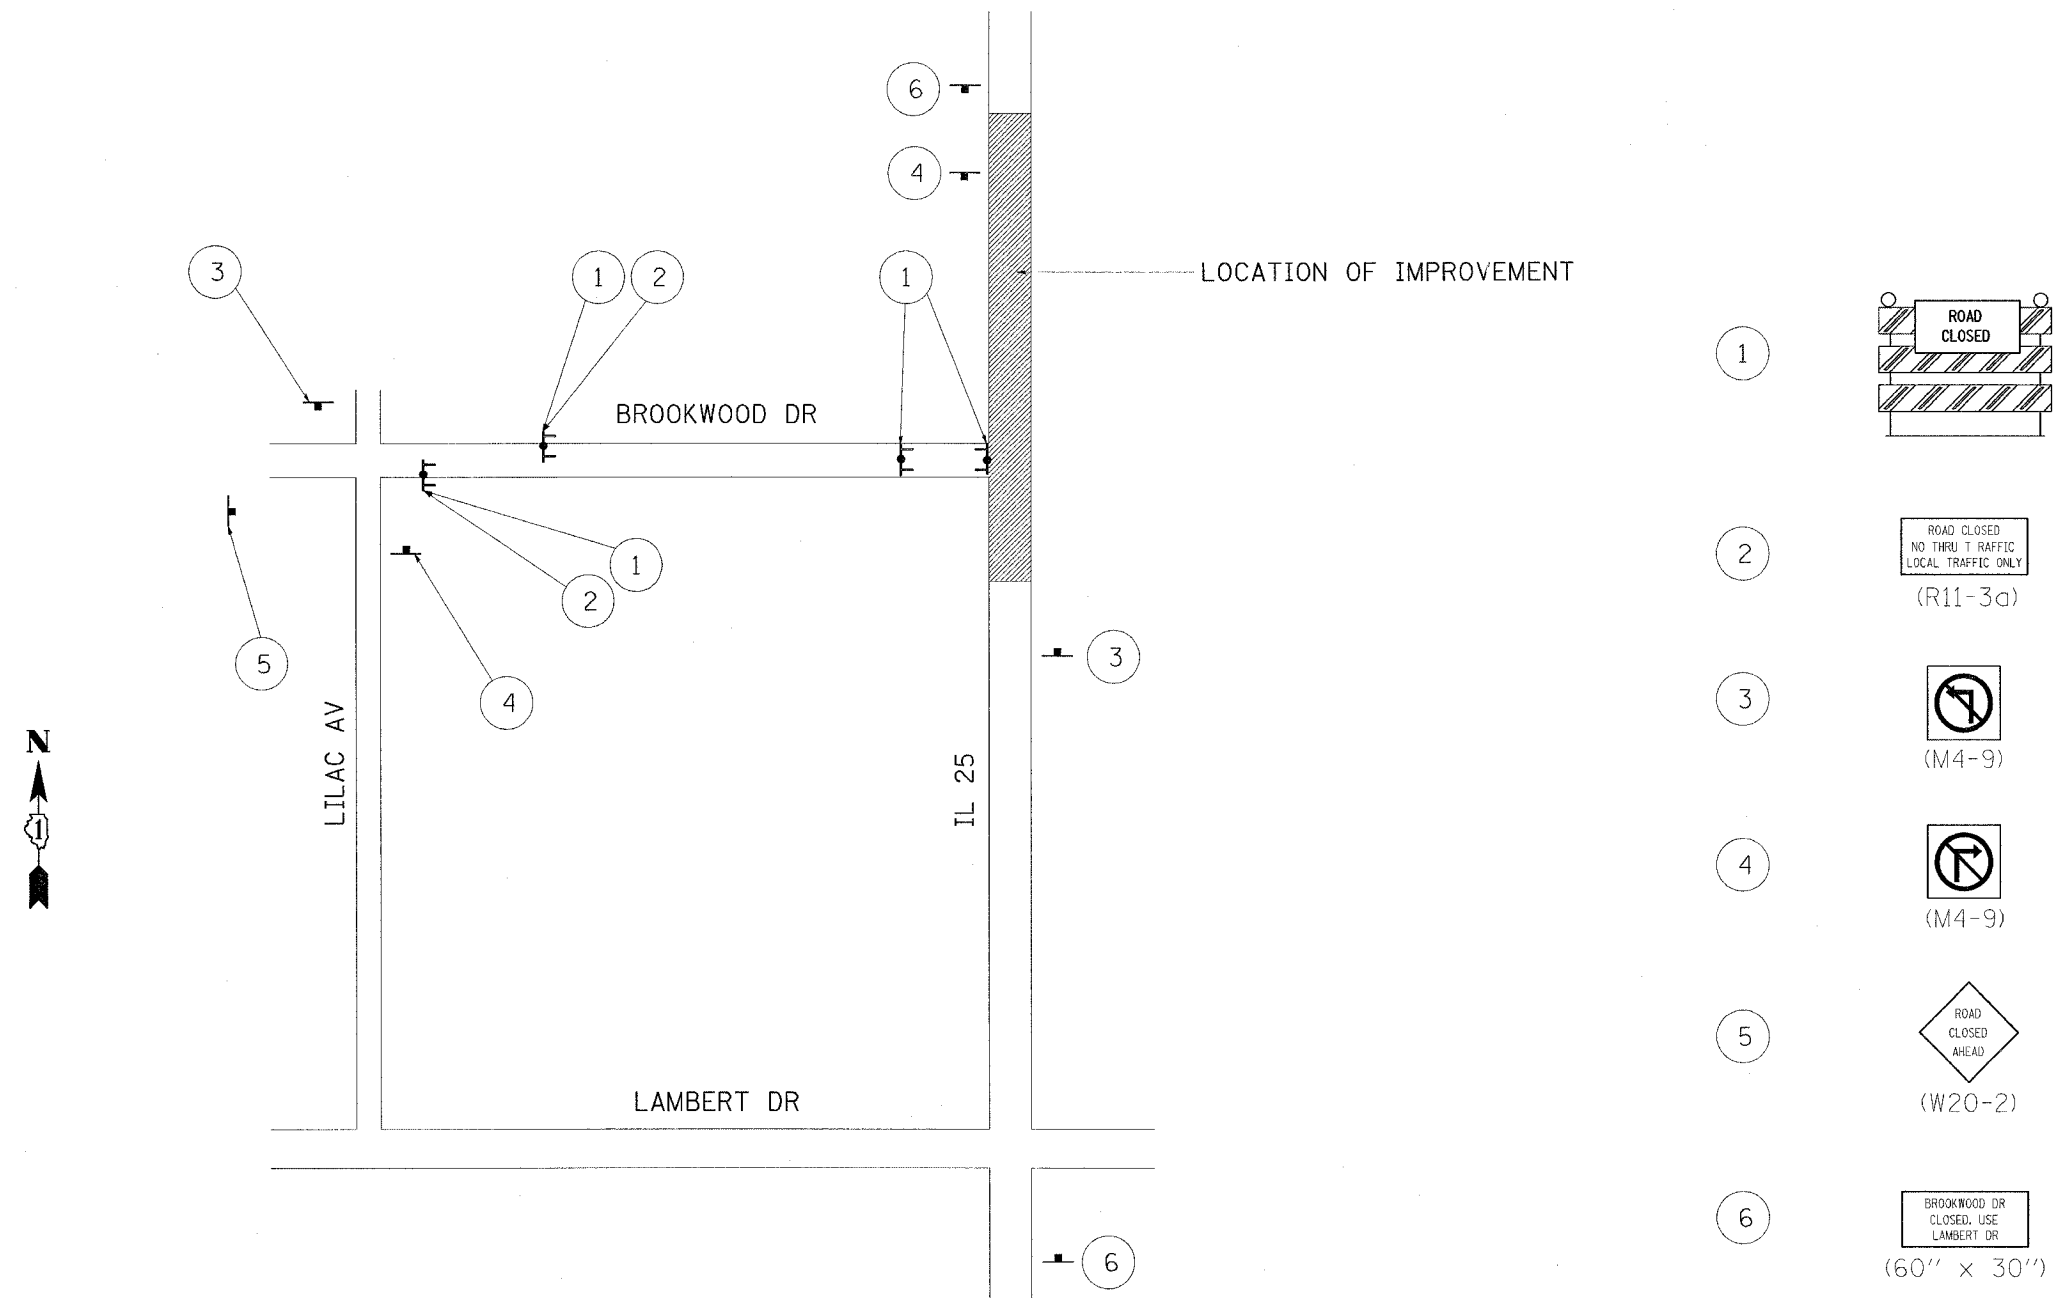 6
4
3
1
2
1
LOCATION OF IMPROVEMENT
BROOKWOOD DR
1
2
5
4
3
LILAC AV
IL 25
N
1
LAMBERT DR
6
1
ROAD
CLOSED
2
ROAD CLOSED
NO THRU T RAFFIC
LOCAL TRAFFIC ONLY
(R11-3a)
3
(M4-9)
4
(M4-9)
5
ROAD
CLOSED
AHEAD
(W20-2)
6
BROOKWOOD DR
CLOSED. USE
LAMBERT DR
(60" x 30")